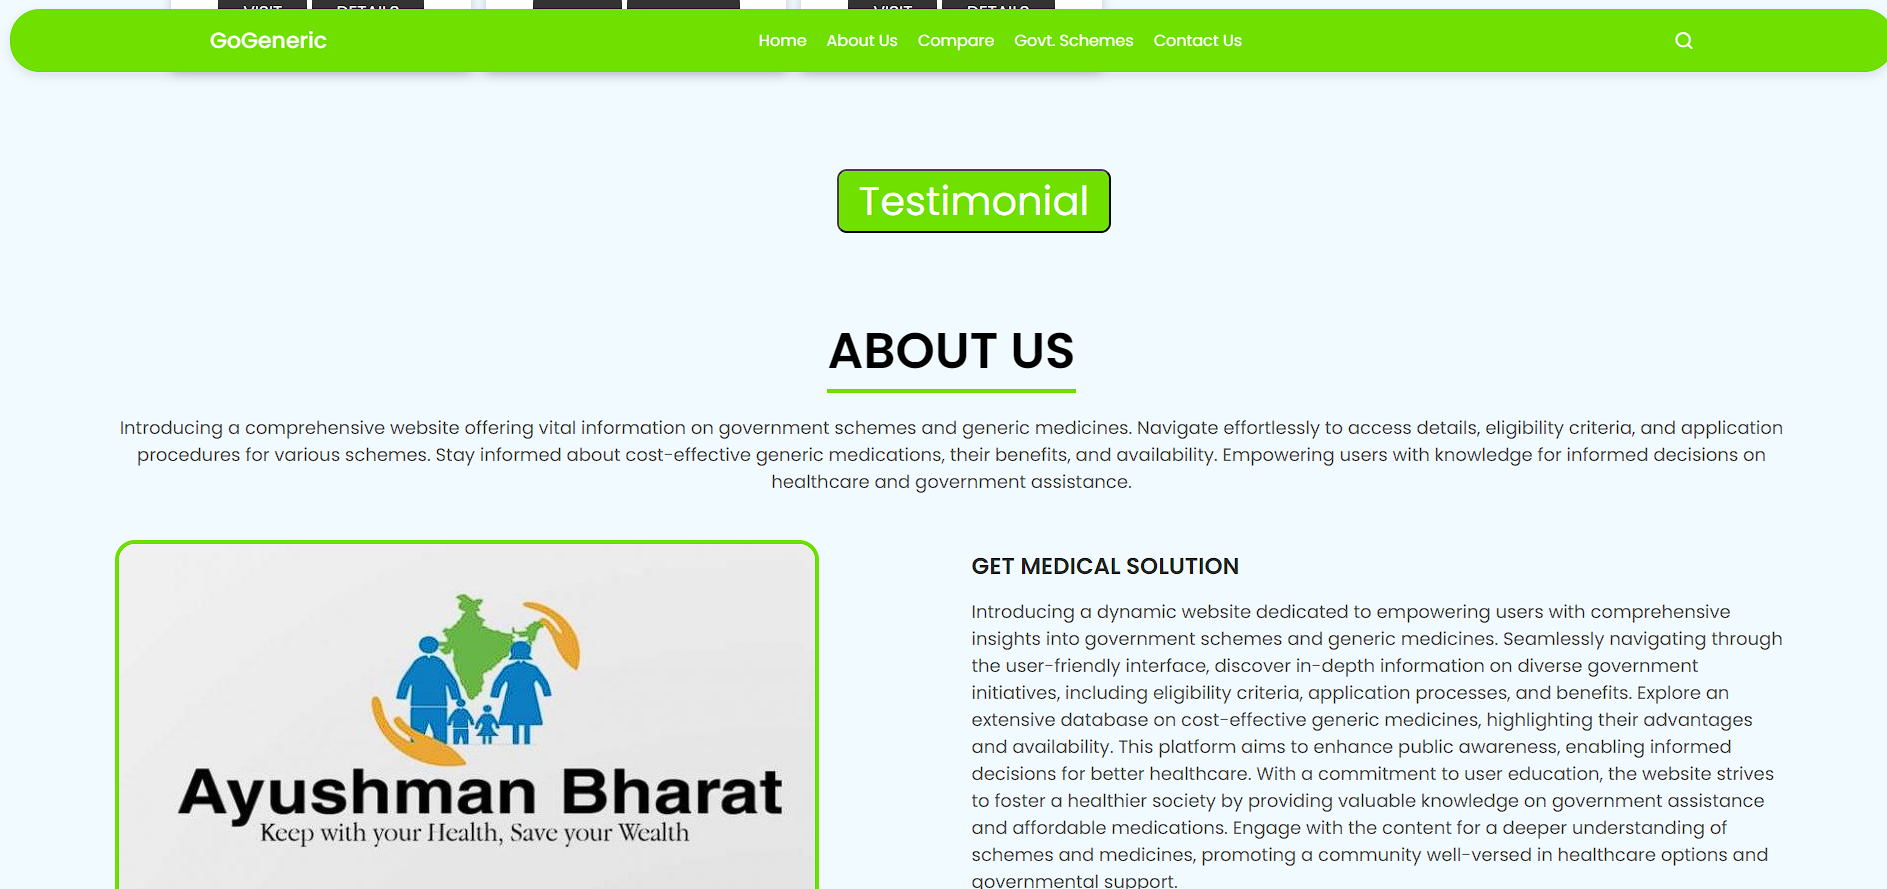 VISIT DETAILS VISIT DETAILS
GoGeneric Home About Us Compare Govt. Schemes Contact Us
Testimonial
ABOUT US
Introducing a comprehensive website offering vital information on government schemes and generic medicines. Navigate effortlessly to access details, eligibility criteria, and application
procedures for various schemes. Stay informed about cost-effective generic medications, their benefits, and availability. Empowering users with knowledge for informed decisions on
healthcare and government assistance.
Ayushman Bharat
Keep with your Health, Save your Wealth
GET MEDICAL SOLUTION
Introducing a dynamic website dedicated to empowering users with comprehensive
insights into government schemes and generic medicines. Seamlessly navigating through
the user-friendly interface, discover in-depth information on diverse government
initiatives, including eligibility criteria, application processes, and benefits. Explore an
extensive database on cost-effective generic medicines, highlighting their advantages
and availability. This platform aims to enhance public awareness, enabling informed
decisions for better healthcare. With a commitment to user education, the website strives
to foster a healthier society by providing valuable knowledge on government assistance
and affordable medications. Engage with the content for a deeper understanding of
schemes and medicines, promoting a community well-versed in healthcare options and
governmental support.